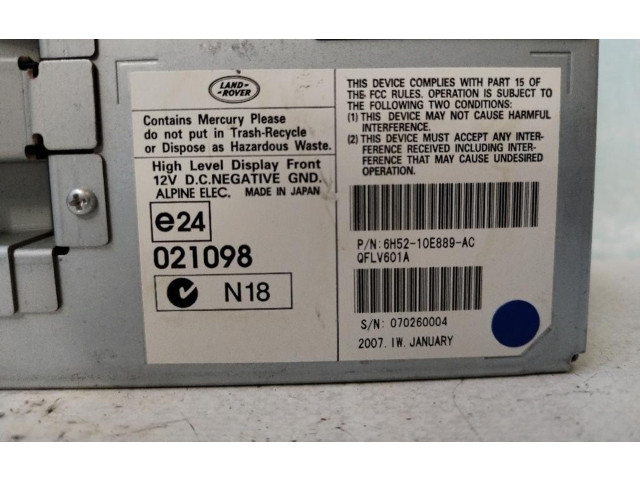 LAND-
-ROVER
Contains Mercury Please
do not put in Trash-Recycle
or Dispose as Hazardous Waste.
High Level Display Front
12V D.C.NEGATIVE GND.
ALPINE ELEC. MADE IN JAPAN
e24
021098
N18
THIS DEVICE COMPLIES WITH PART 15 OF
THE FCC RULES. OPERATION IS SUBJECT TO
THE FOLLOWING TWO CONDITIONS:
(1) THIS DEVICE MAY NOT CAUSE HARMFUL
INTERFERENCE.
(2) THIS DEVICE MUST ACCEPT ANY INTER-
FERENCE RECEIVED INCLUDING INTER-
FERENCE THAT MAY CAUSE UNDESIRED
OPERATION.
P/N:6H52-10E889-AC
QFLV601A
S/N: 070260004
2007. IW. JANUARY